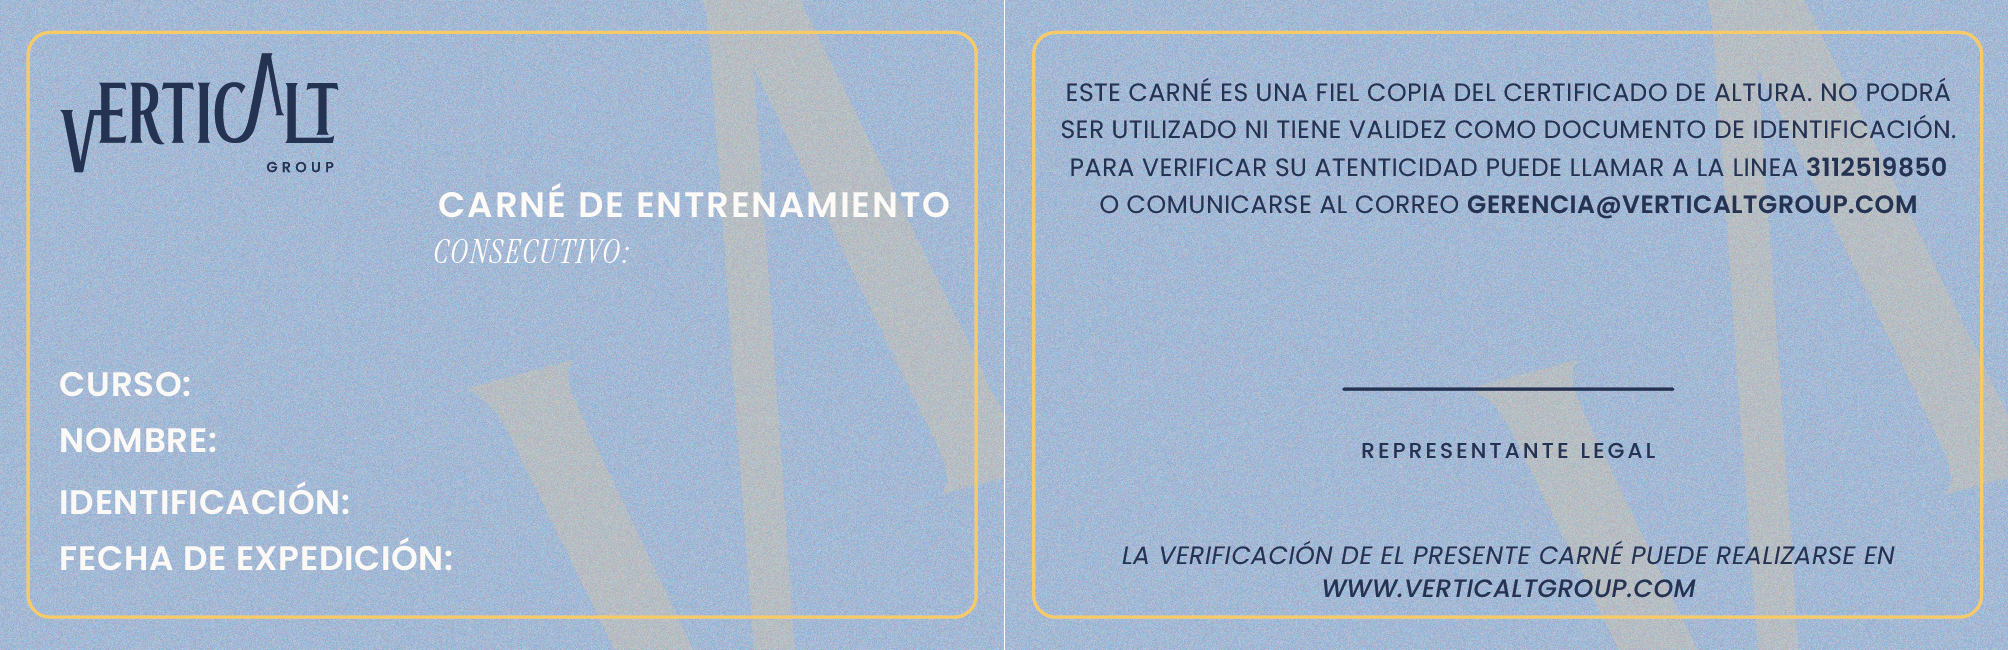 VERTICALT
GROUP
CARNÉ DE ENTRENAMIENTO
CONSECUTIVO:
CURSO:
NOMBRE:
IDENTIFICACIÓN:
FECHA DE EXPEDICIÓN:
ESTE CARNÉ ES UNA FIEL COPIA DEL CERTIFICADO DE ALTURA. NO PODRÁ
SER UTILIZADO NI TIENE VALIDEZ COMO DOCUMENTO DE IDENTIFICACIÓN.
PARA VERIFICAR SU ATENTICIDAD PUEDE LLAMAR A LA LINEA 3112519850
O COMUNICARSE AL CORREO GERENCIA@VERTICALTGROUP.COM
REPRESENTANTE LEGAL
LA VERIFICACIÓN DE EL PRESENTE CARNÉ PUEDE REALIZARSE EN
WWW.VERTICALTGROUP.COM